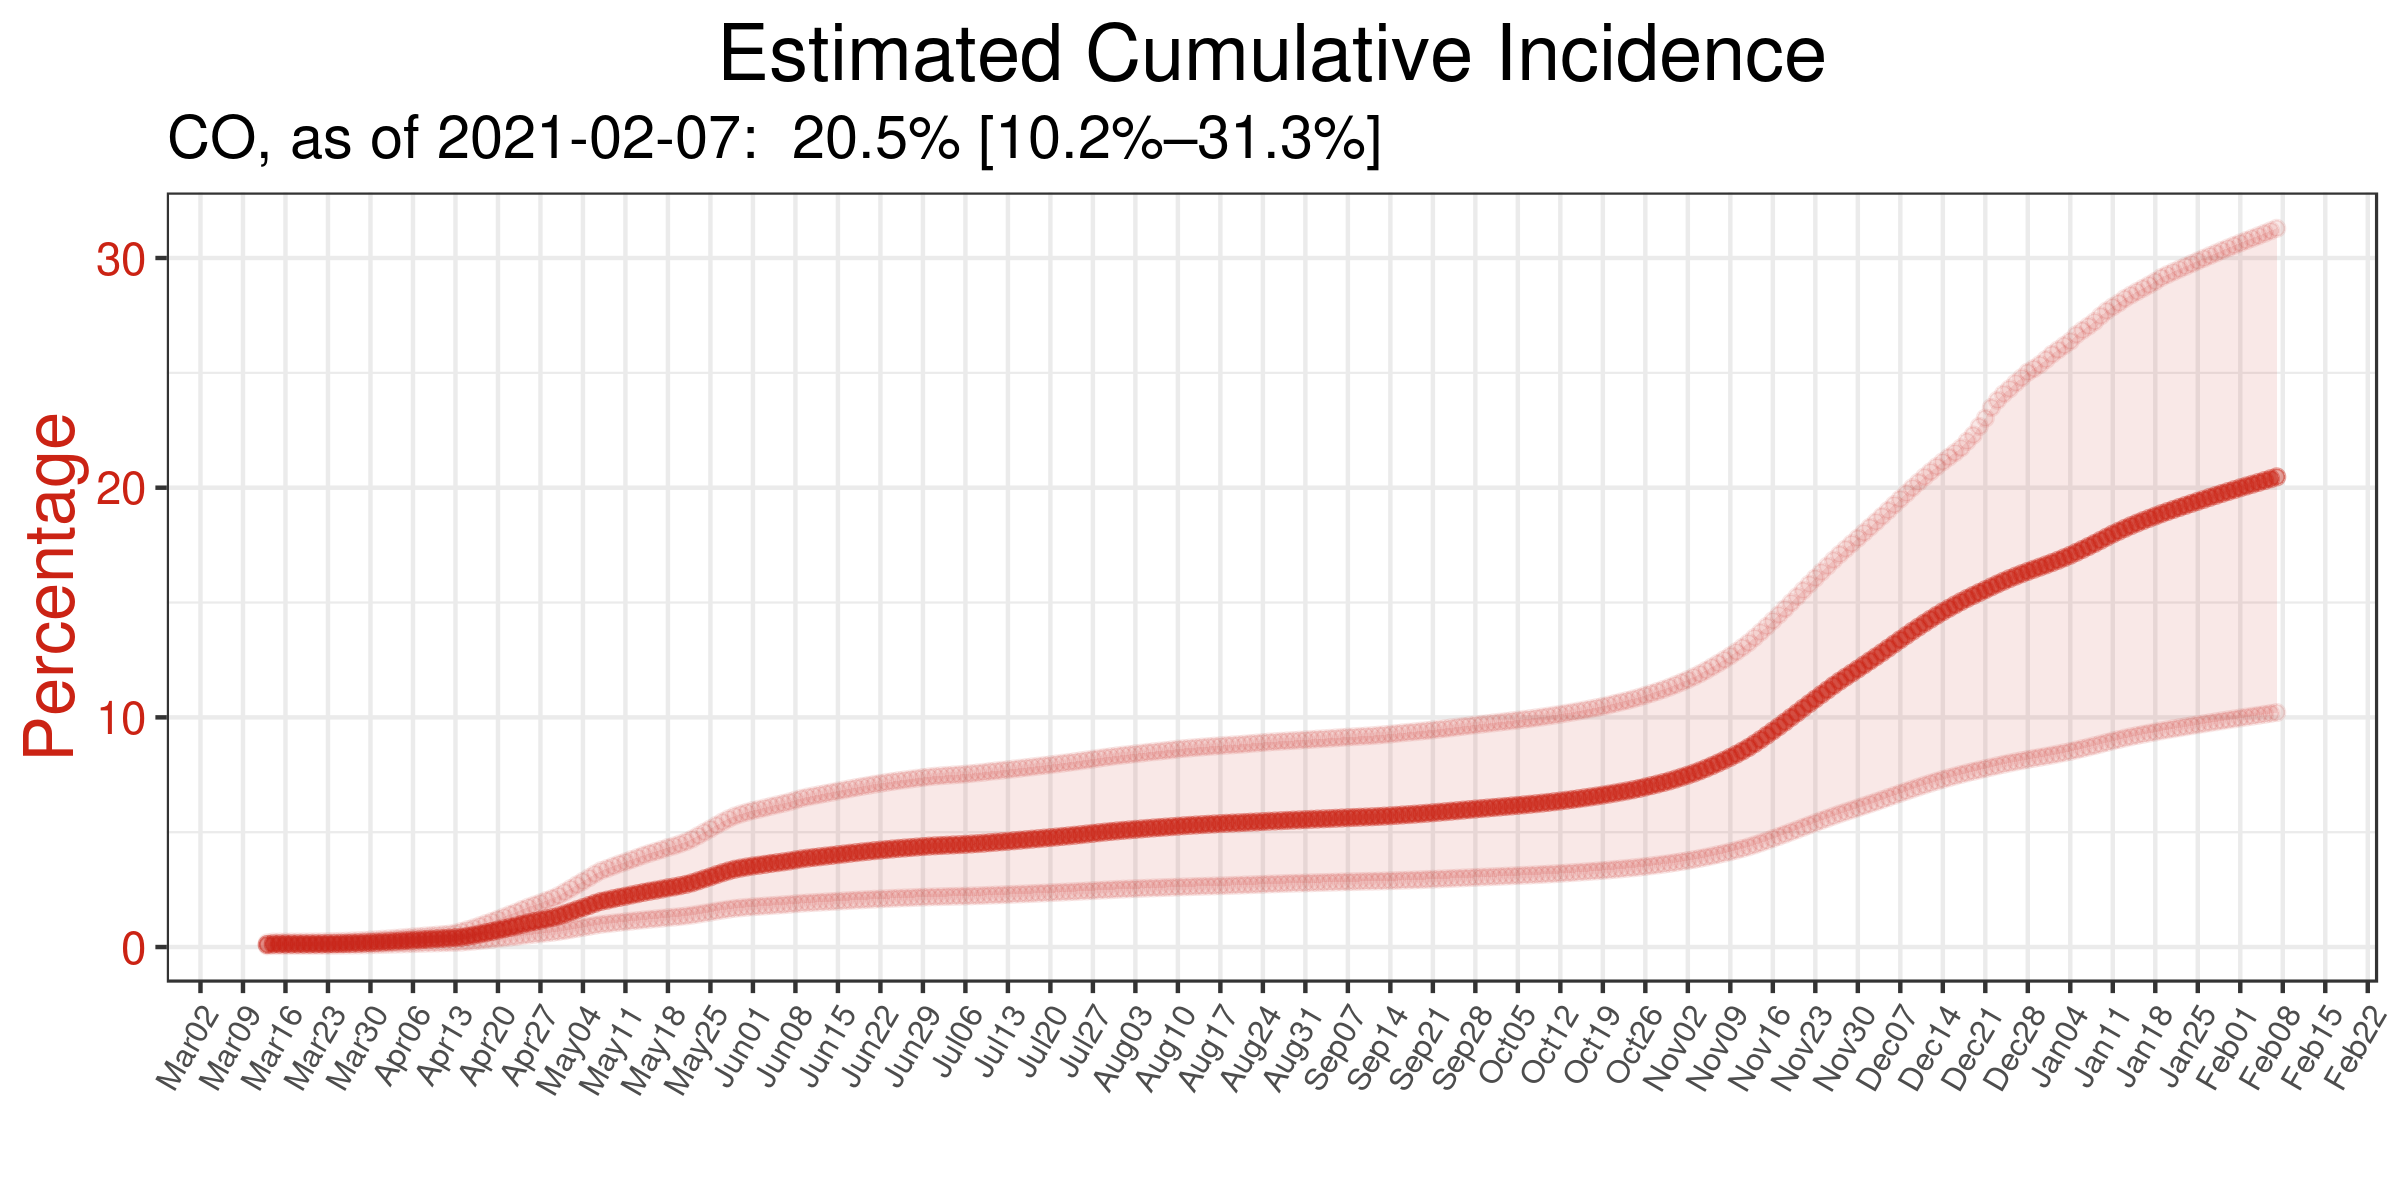 Estimated Cumulative Incidence
CO, as of 2021-02-07:  20.5% [10.2%–31.3%]
Percentage
30
20
10
0
Mar02 Mar09 Mar16 Mar23 Mar30 Apr06 Apr13 Apr20 Apr27 May04 May11 May18 May25 Jun01 Jun08 Jun15 Jun22 Jun29 Jul06 Jul13 Jul20 Jul27 Aug03 Aug10 Aug17 Aug24 Aug31 Sep07 Sep14 Sep21 Sep28 Oct05 Oct12 Oct19 Oct26 Nov02 Nov09 Nov16 Nov23 Nov30 Dec07 Dec14 Dec21 Dec28 Jan04 Jan11 Jan18 Jan25 Feb01 Feb08 Feb15 Feb22